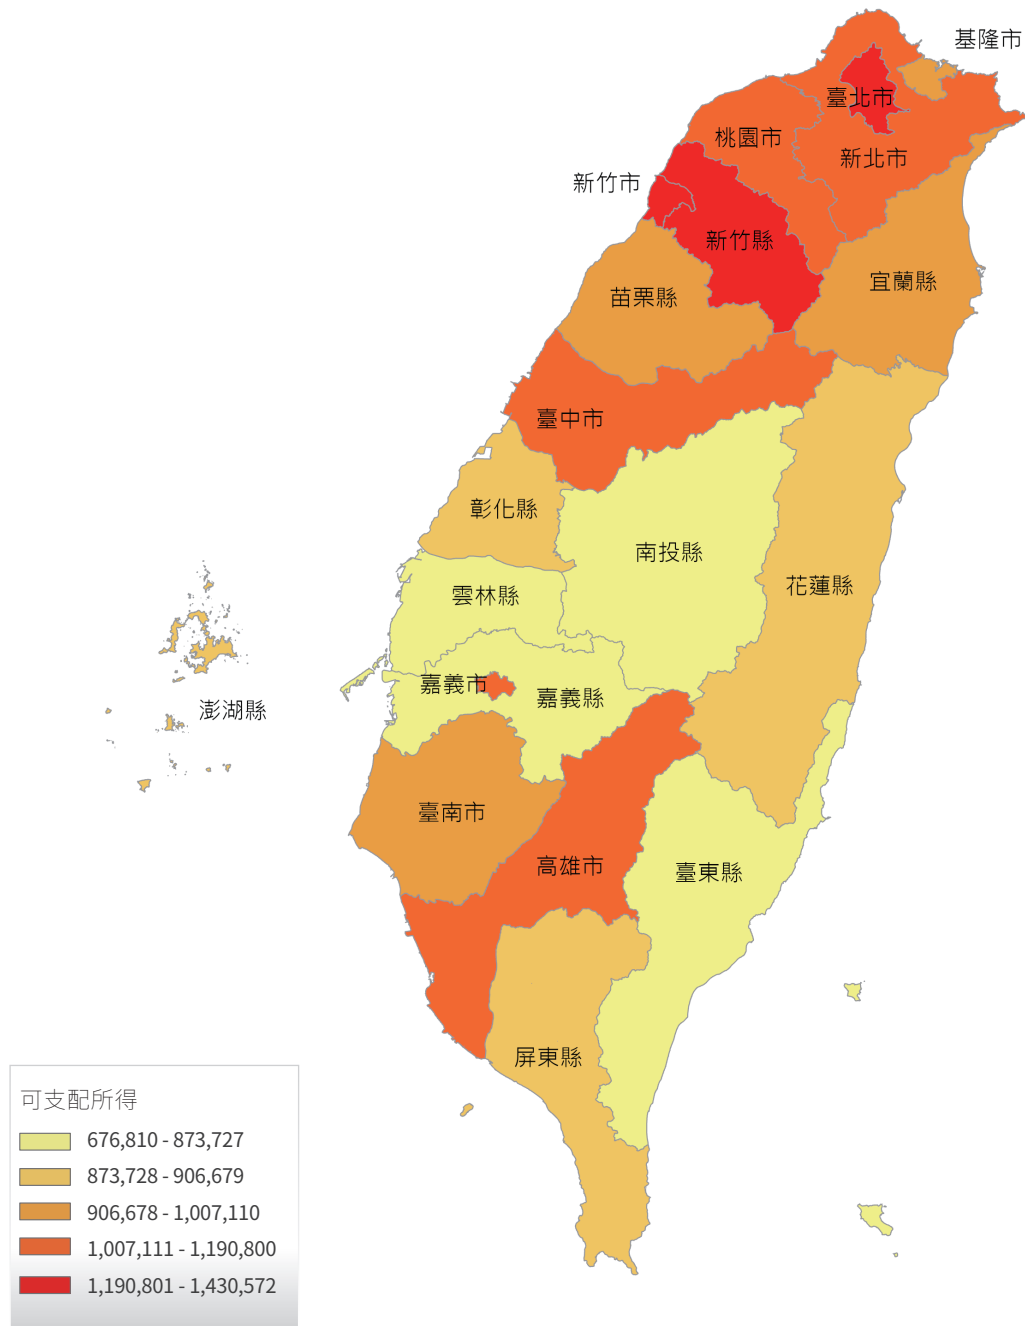 基隆市
臺北市
桃園市
新北市
新竹市
新竹縣
宜蘭縣
苗栗縣
臺中市
彰化縣
南投縣
花蓮縣
雲林縣
嘉義市
嘉義縣
澎湖縣
臺南市
高雄市
臺東縣
屏東縣
可支配所得
676,810 - 873,727
873,728 - 906,679
906,678 - 1,007,110
1,007,111 - 1,190,800
1,190,801 - 1,430,572